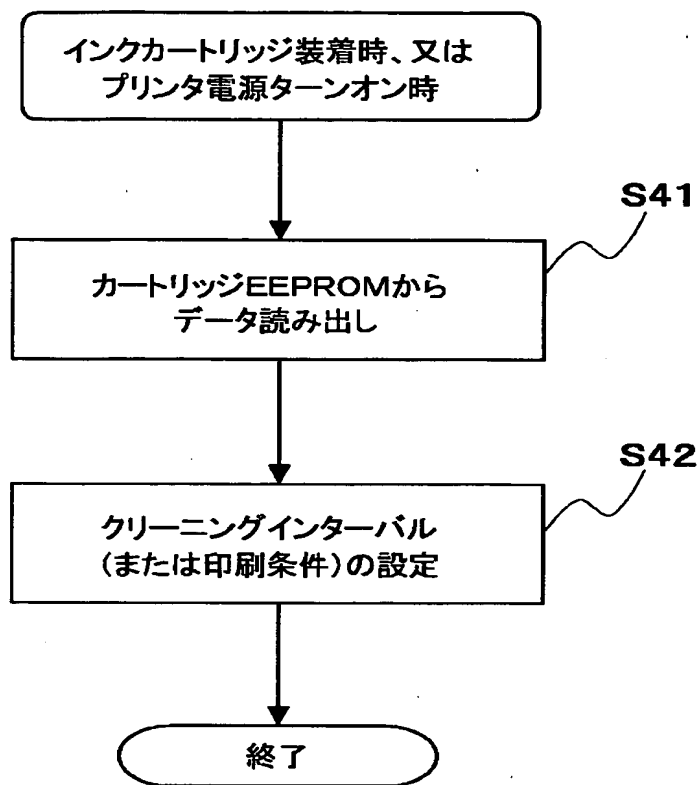 インクカートリッジ装着時、又は
プリンタ電源ターンオン時
S41
カートリッジEEPROMから
データ読み出し
S42
クリーニングインターバル
(または印刷条件)の設定
終了